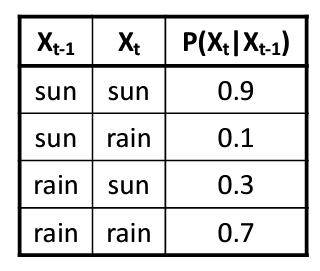 Xt-1 Xt P(Xt|Xt-1)
sun sun 0.9
sun rain 0.1
rain sun 0.3
rain rain 0.7